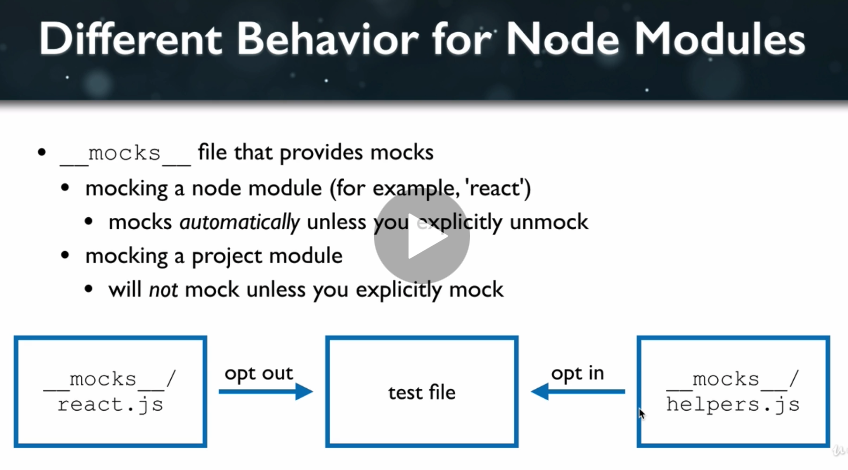 Different Behavior for Node Modules
• __mocks__ file that provides mocks
• mocking a node module (for example, 'react')
• mocks automatically unless you explicitly unmock
• mocking a project module
• will not mock unless you explicitly mock
__mocks__/
react.js
opt out
test file
opt in
__mocks__/
helpers.js